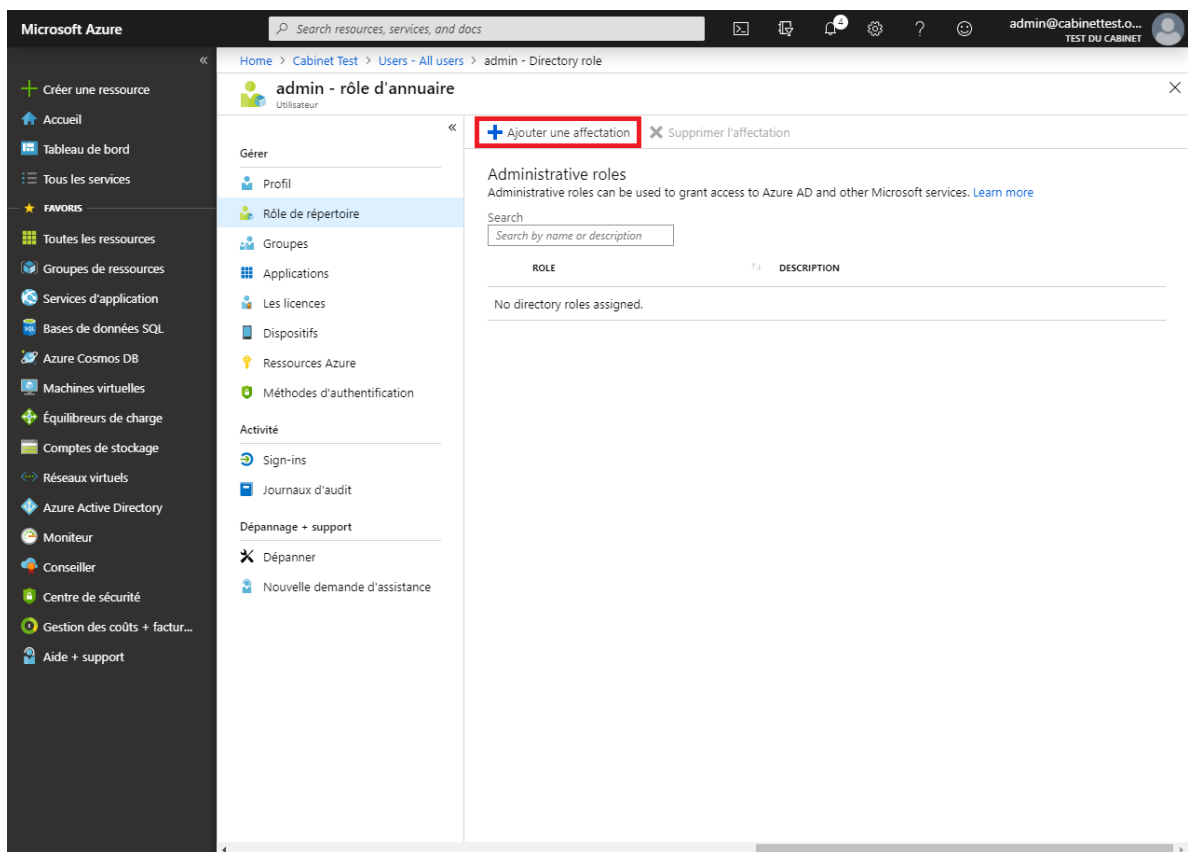 Microsoft Azure
Search resources, services, and docs
4
admin@cabinettest.o...
TEST DU CABINET
Home > Cabinet Test > Users - All users > admin - Directory role
Créer une ressource
Accueil
Tableau de bord
Tous les services
FAVORIS
Toutes les ressources
Groupes de ressources
Services d'application
Bases de données SQL
Azure Cosmos DB
Machines virtuelles
Équilibreurs de charge
Comptes de stockage
Réseaux virtuels
Azure Active Directory
Moniteur
Conseiller
Centre de sécurité
Gestion des coûts + factur...
Aide + support
admin - rôle d'annuaire
Utilisateur
Gérer
Profil
Rôle de répertoire
Groupes
Applications
Les licences
Dispositifs
Ressources Azure
Méthodes d'authentification
Activité
Sign-ins
Journaux d'audit
Dépannage + support
Dépanner
Nouvelle demande d'assistance
Ajouter une affectation Supprimer l'affectation
Administrative roles
Administrative roles can be used to grant access to Azure AD and other Microsoft services. Learn more
Search
Search by name or description
ROLE DESCRIPTION
No directory roles assigned.